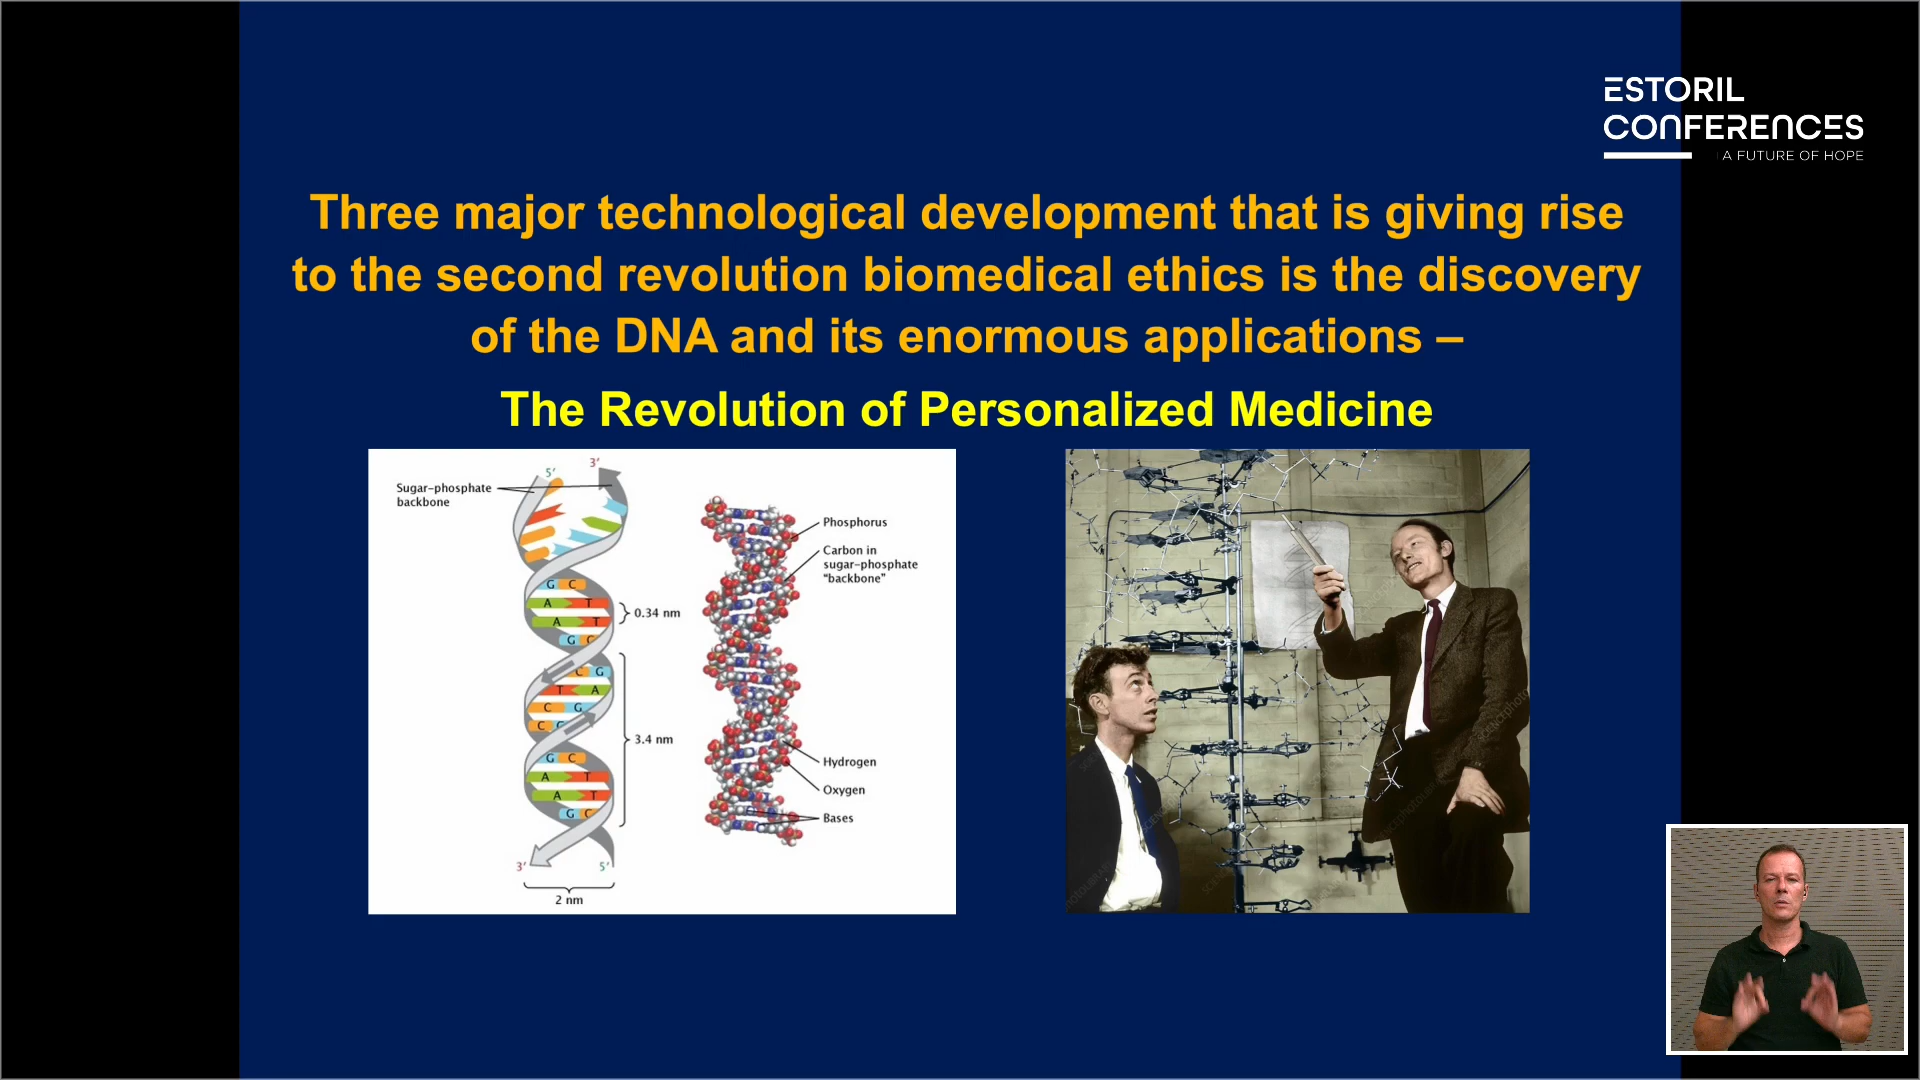 ESTORIL
CONFERENCES
A FUTURE OF HOPE
Three major technological development that is giving rise
to the second revolution biomedical ethics is the discovery
of the DNA and its enormous applications –
The Revolution of Personalized Medicine
5′
3′
Sugar-phosphate
backbone
G C
A T
A T
G C
0.34 nm
C G
T A
C G
C G
3.4 nm
G C
A T
A T
G C
3′
5′
2 nm
Phosphorus
Carbon in
sugar-phosphate
"backbone"
Hydrogen
Oxygen
Bases